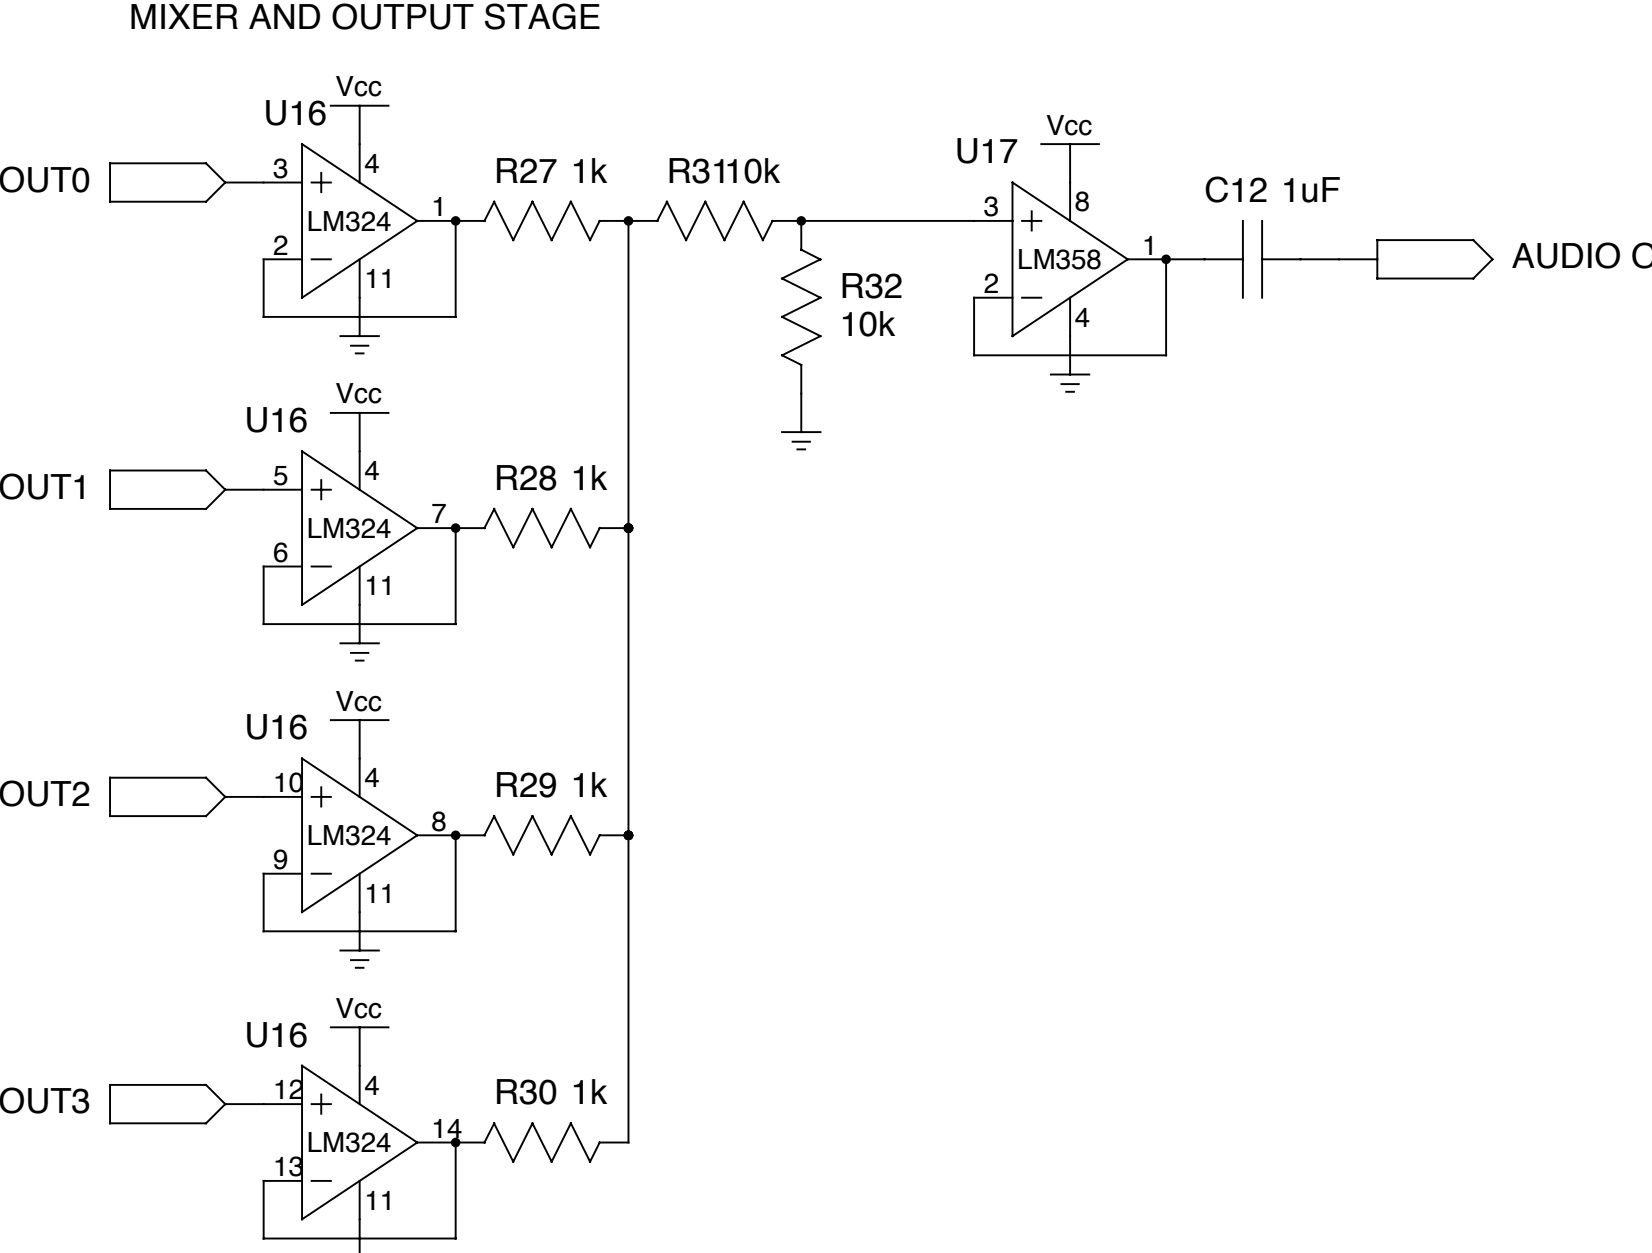 MIXER AND OUTPUT STAGE
Vcc
U16
OUT0
3
+
4
LM324
2
−
11
1
R27 1k
R31 10k
Vcc
U17
3
+
8
LM358
2
−
4
1
C12 1uF
AUDIO
R32
10k
Vcc
U16
OUT1
5
+
4
LM324
6
−
11
7
R28 1k
Vcc
U16
OUT2
10
+
4
LM324
9
−
11
8
R29 1k
Vcc
U16
OUT3
12
+
4
LM324
13
−
11
14
R30 1k